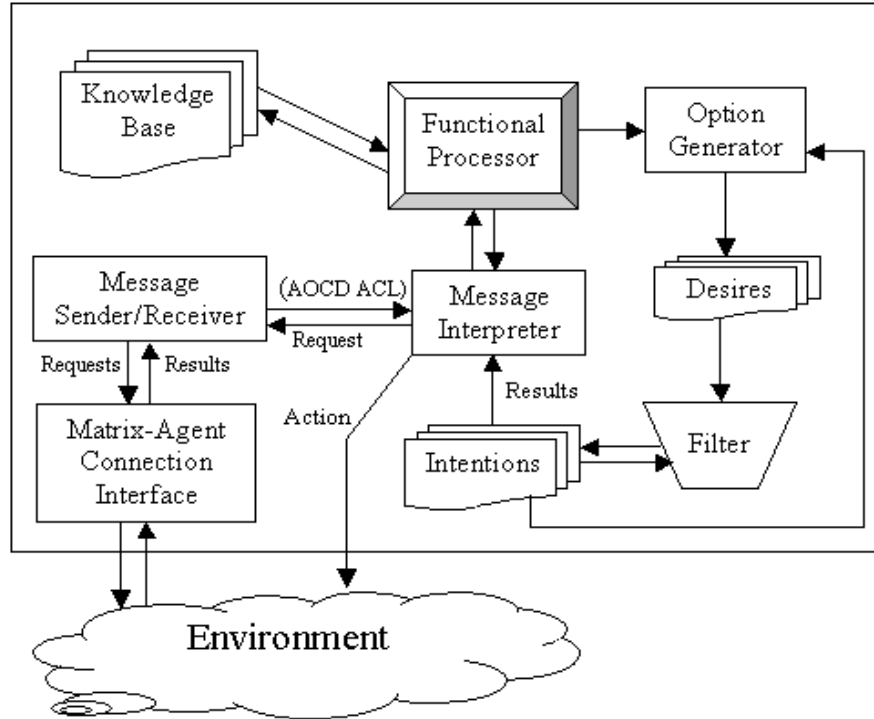 Knowledge
Base
Functional
Processor
Option
Generator
Message
Sender/Receiver
(AOCD ACL)
Request
Message
Interpreter
Desires
Requests
Results
Action
Results
Matrix-Agent
Connection
Interface
Intentions
Filter
Environment